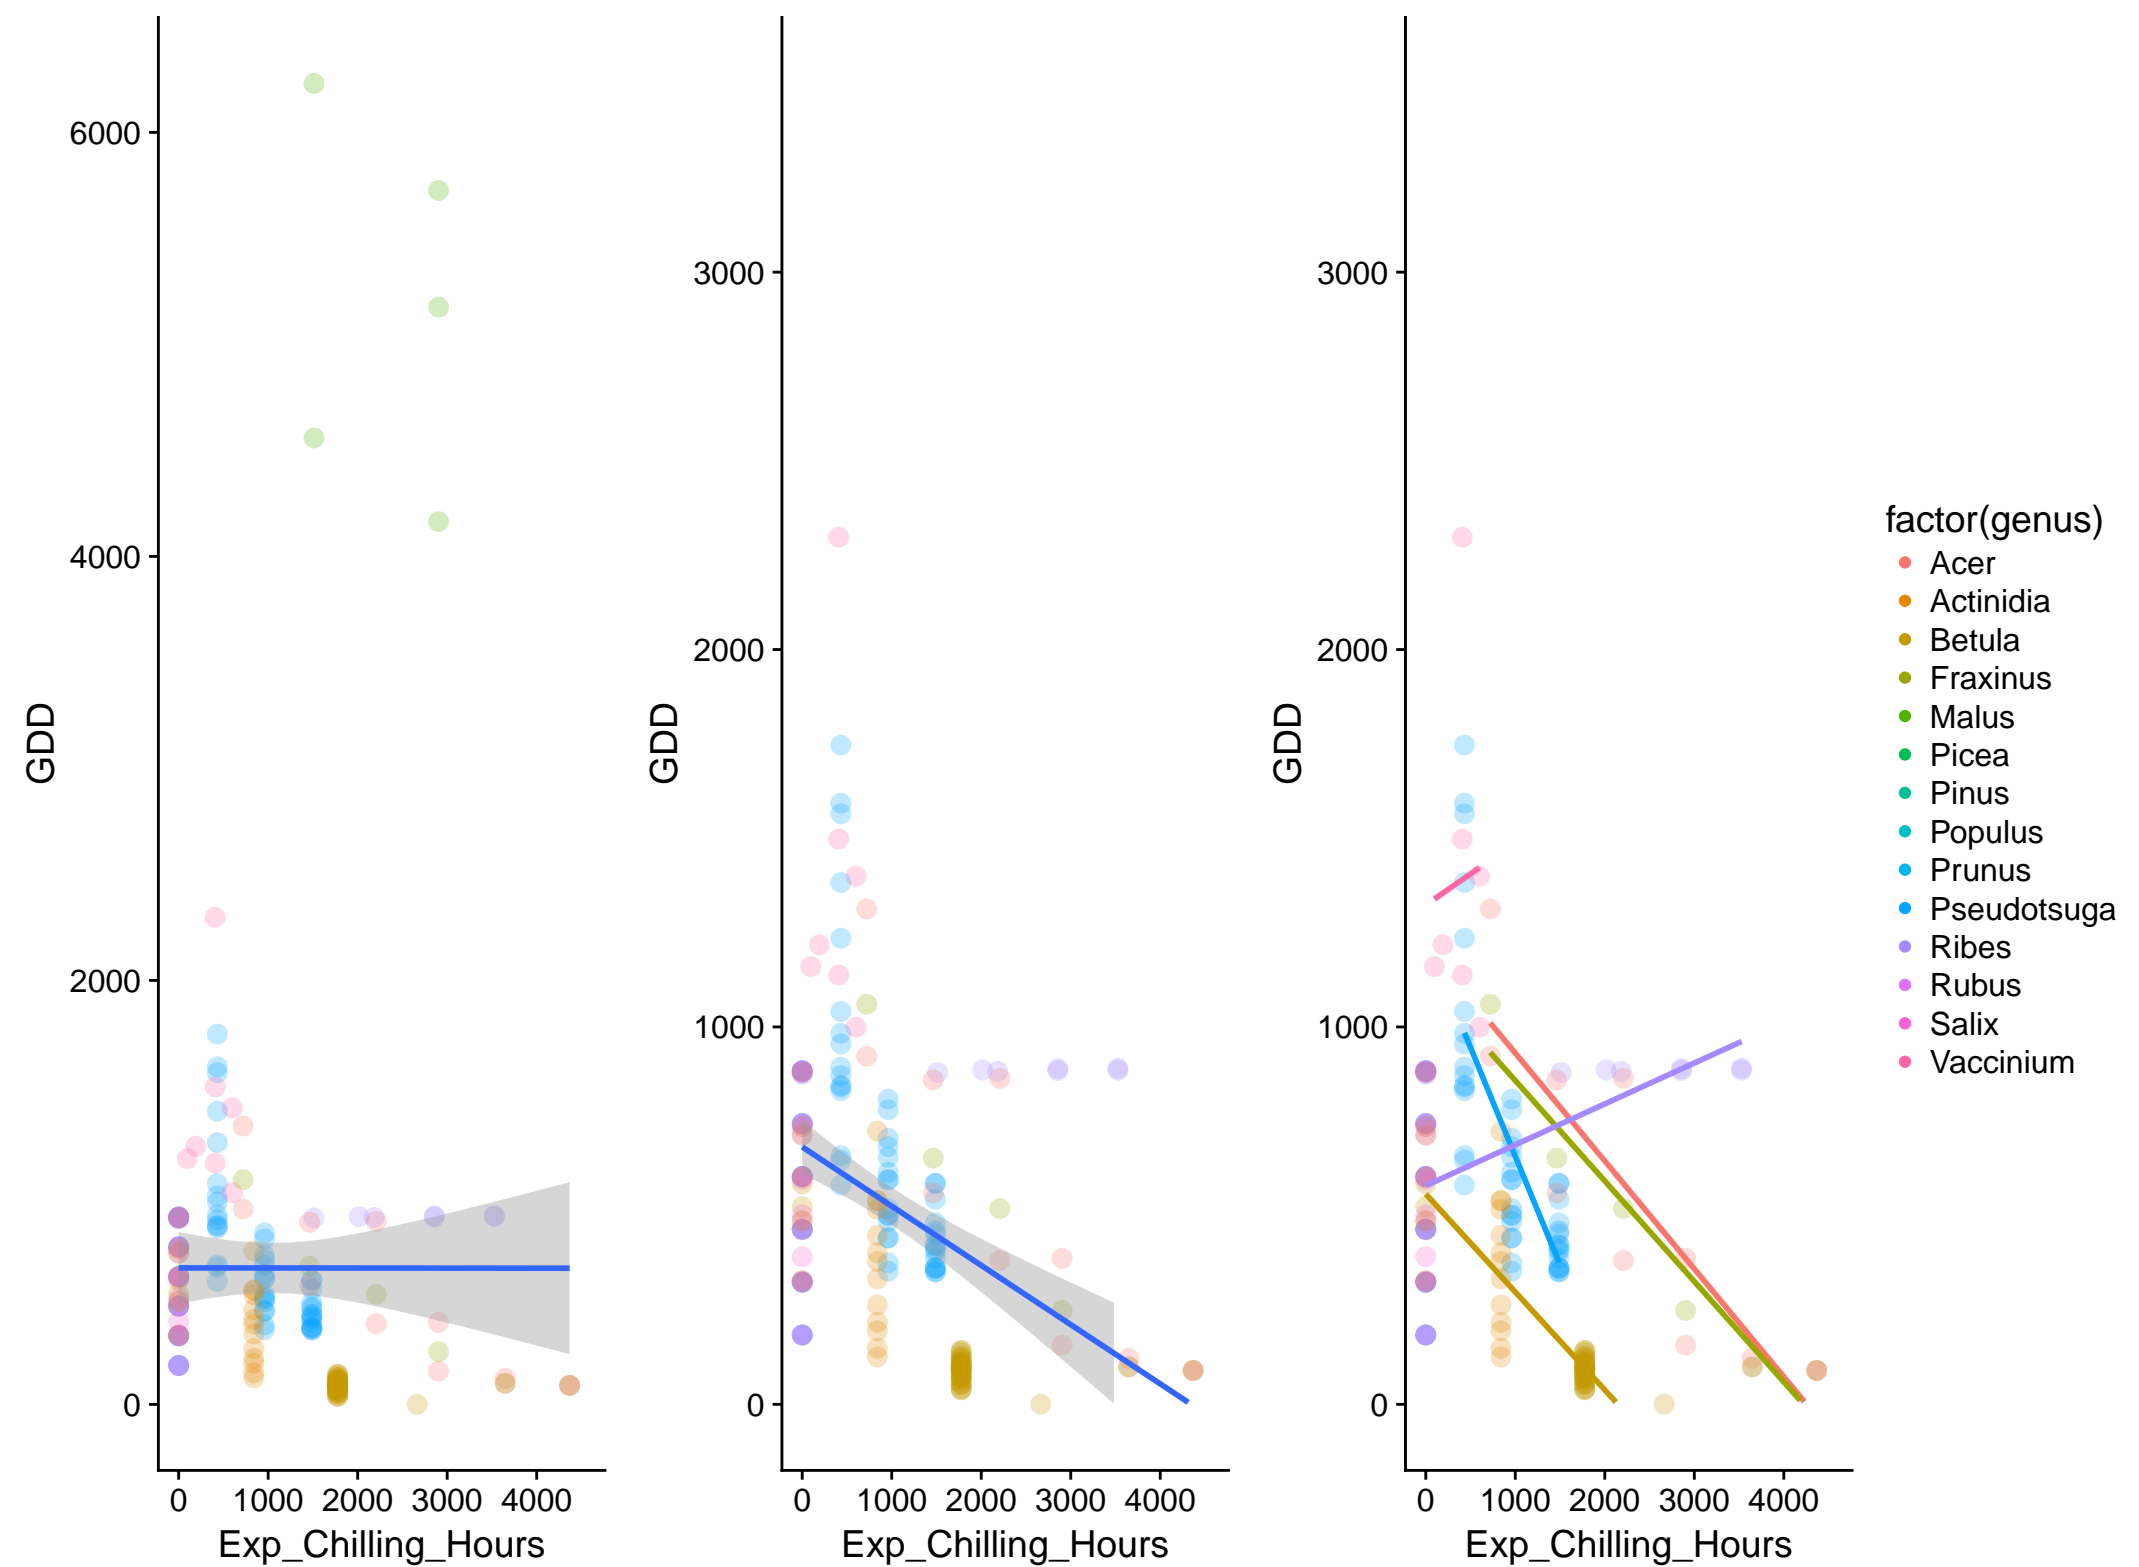 6000
4000
2000
0
GDD
0 1000 2000 3000 4000
Exp_Chilling_Hours
3000
2000
1000
0
GDD
0 1000 2000 3000 4000
Exp_Chilling_Hours
3000
2000
1000
0
GDD
0 1000 2000 3000 4000
Exp_Chilling_Hours
factor(genus)
Acer
Actinidia
Betula
Fraxinus
Malus
Picea
Pinus
Populus
Prunus
Pseudotsuga
Ribes
Rubus
Salix
Vaccinium